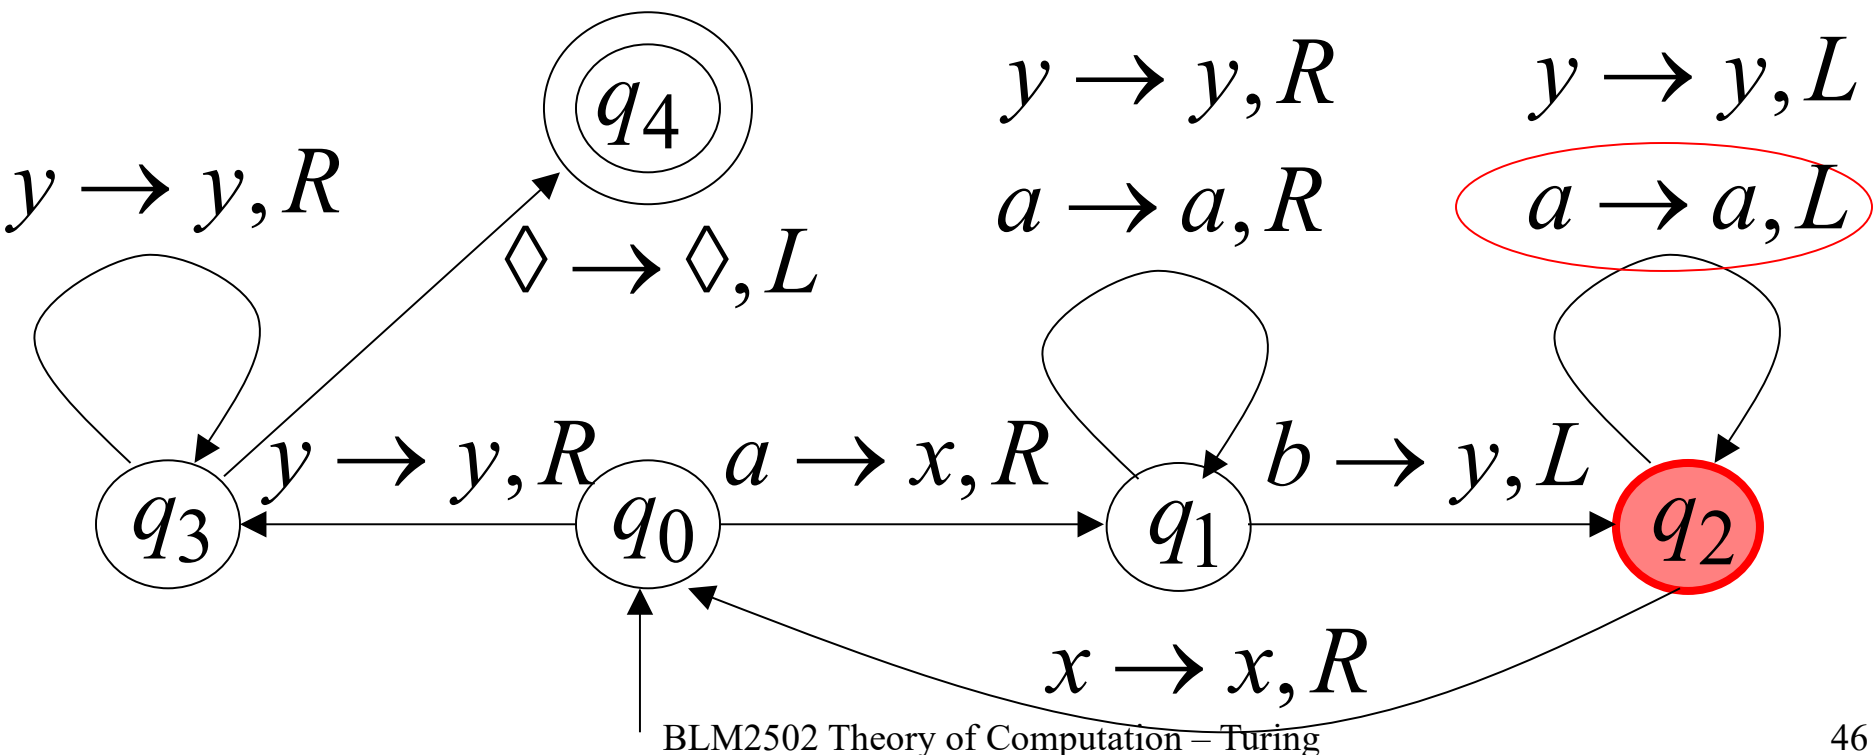 q4
y → y, R
y → y, L
y → y, R
a → a, R
a → a, L
◊ → ◊, L
y → y, R
a → x, R
b → y, L
q3
q0
q1
q2
x → x, R
BLM2502 Theory of Computation – Turing
46